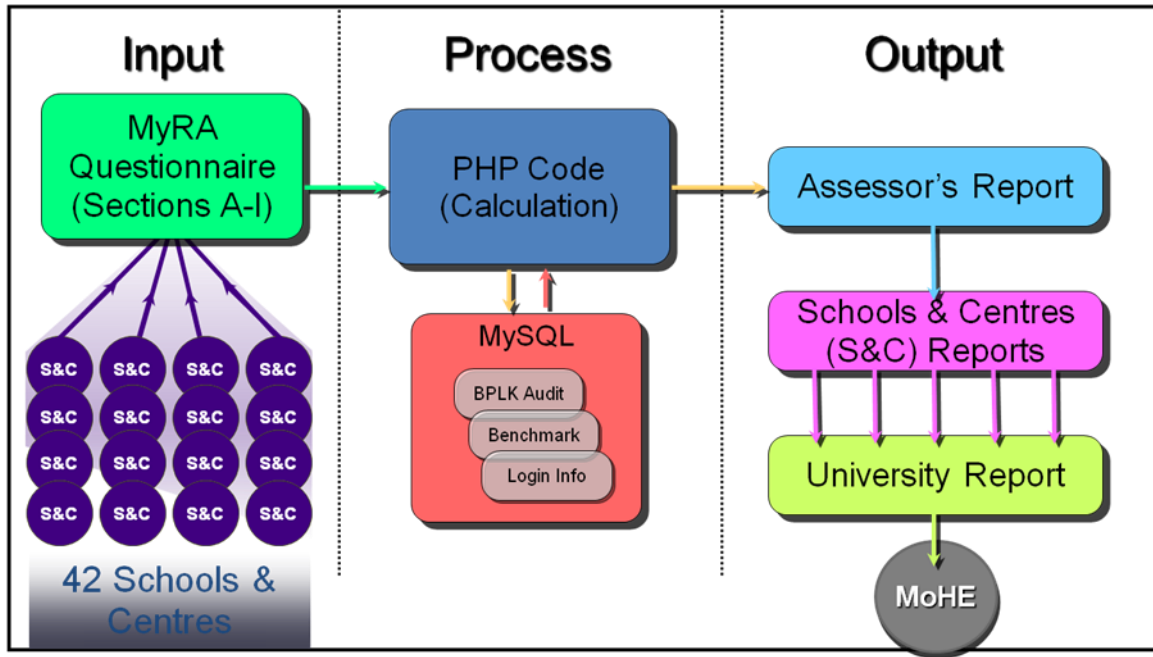 Input
MyRA
Questionnaire
(Sections A-I)
S&C S&C S&C S&C
S&C S&C S&C S&C
S&C S&C S&C S&C
S&C S&C S&C S&C
42 Schools &
Centres
Process
PHP Code
(Calculation)
MySQL
BPLK Audit
Benchmark
Login Info
Output
Assessor's Report
Schools & Centres
(S&C) Reports
University Report
MoHE